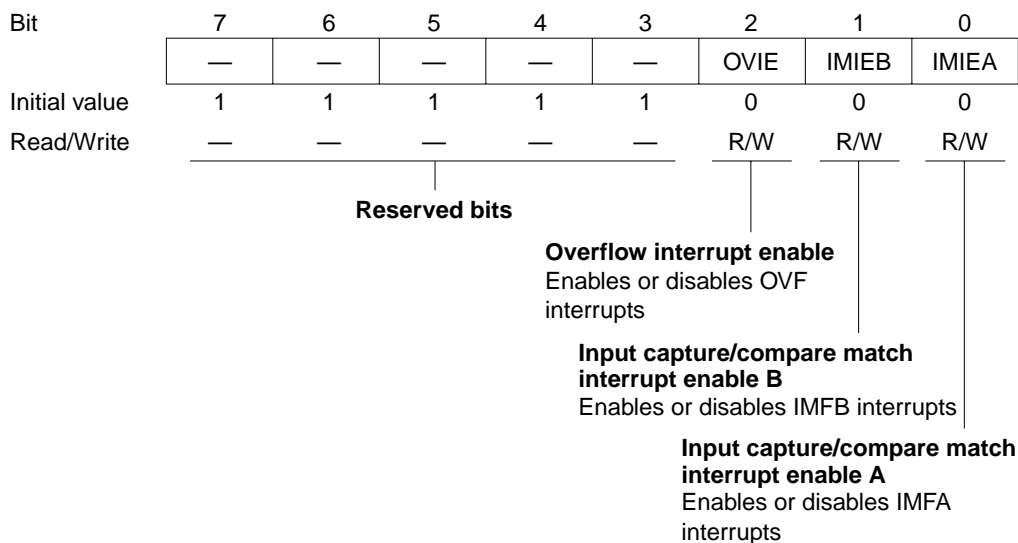 Bit 7 6 5 4 3 2 1 0
— — — — — OVIE IMIEB IMIEA
Initial value 1 1 1 1 1 0 0 0
Read/Write — — — — — R/W R/W R/W
Reserved bits
Overflow interrupt enable
Enables or disables OVF
interrupts
Input capture/compare match
interrupt enable B
Enables or disables IMFB interrupts
Input capture/compare match
interrupt enable A
Enables or disables IMFA
interrupts